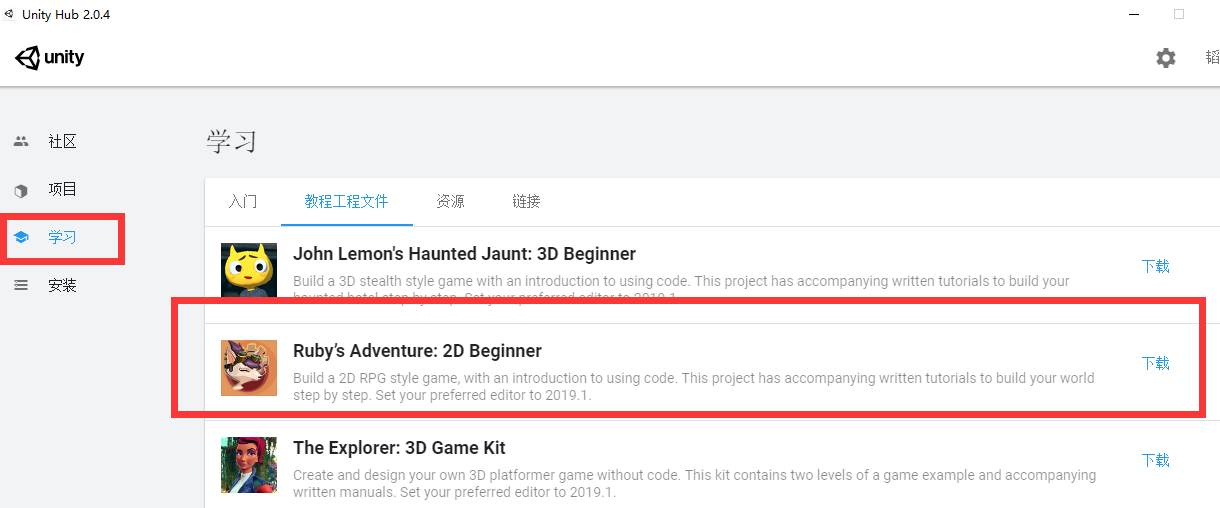 Unity Hub 2.0.4
unity
韬
社区
项目
学习
安装
学习
入门 教程工程文件 资源 链接
John Lemon's Haunted Jaunt: 3D Beginner
Build a 3D stealth style game with an introduction to using code. This project has accompanying written tutorials to build your
haunted hotel step by step. Set your preferred editor to 2019.1.
下载
Ruby's Adventure: 2D Beginner
Build a 2D RPG style game, with an introduction to using code. This project has accompanying written tutorials to build your world
step by step. Set your preferred editor to 2019.1.
下载
The Explorer: 3D Game Kit
Create and design your own 3D platformer game without code. This kit contains two levels of a game example and accompanying
written manuals. Set your preferred editor to 2019.1.
下载